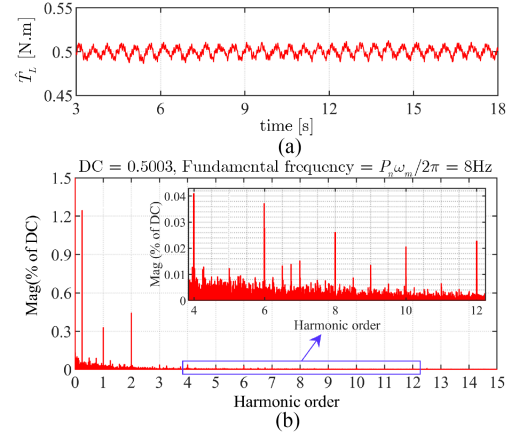 0.55
0.5
0.45
T̂_L [N.m]
3 6 9 12 15 18
time [s]
(a)
DC = 0.5003, Fundamental frequency = P_n ω_m/2π = 8Hz
1.5
1.2
0.9
0.6
0.3
0
Mag(% of DC)
0.04
0.03
0.02
0.01
0
Mag (% of DC)
4 6 8 10 12
Harmonic order
0 1 2 3 4 5 6 7 8 9 10 11 12 13 14 15
Harmonic order
(b)